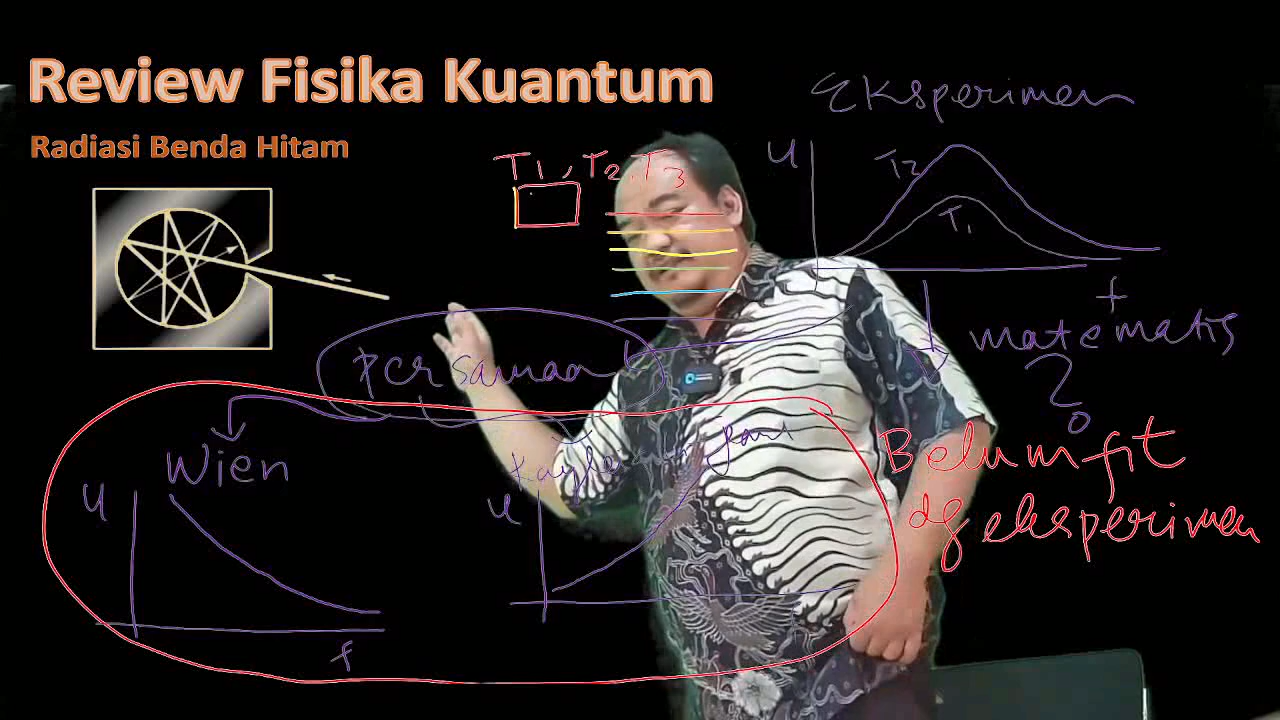 Review Fisika Kuantum
Radiasi Benda Hitam
Eksperimen
T1, T2, T3
u
T2
T1
f
matematis
?
Persamaan
Wien
u
f
u
Belum fit
dg eksperimen